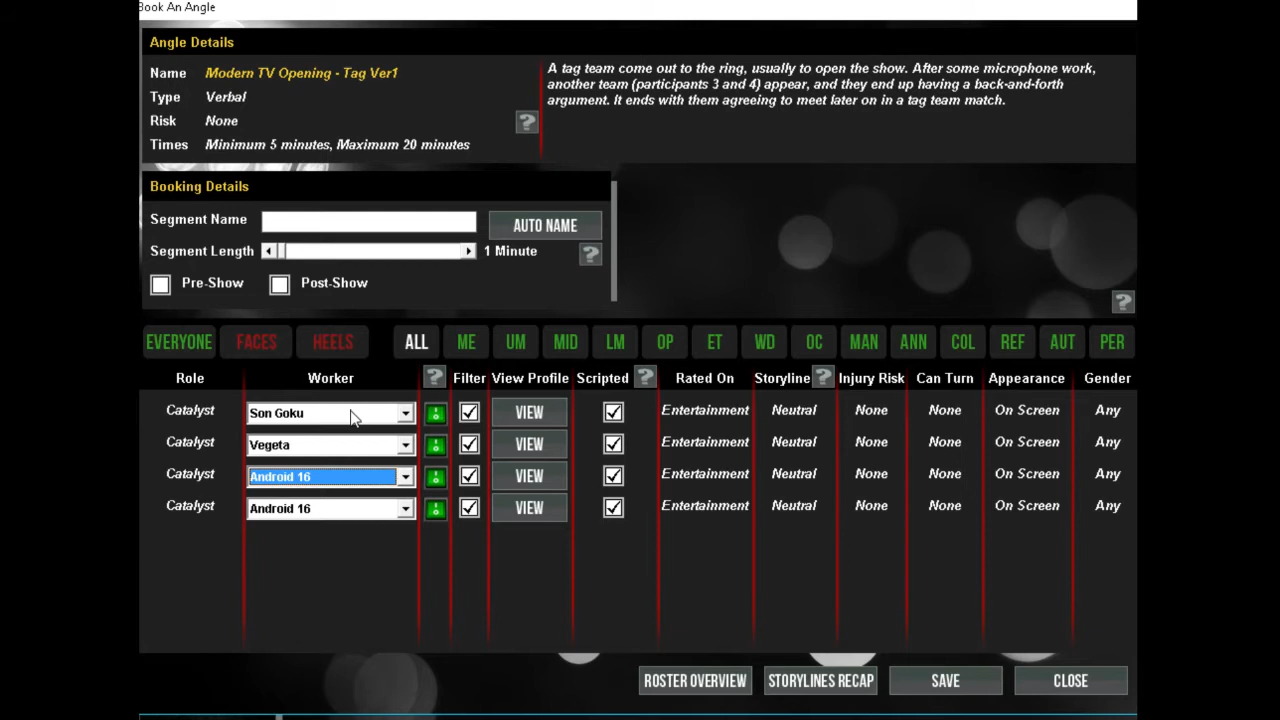 Book An Angle
Angle Details
Name Modern TV Opening - Tag Ver1
Type Verbal
Risk None
Times Minimum 5 minutes, Maximum 20 minutes
?
A tag team come out to the ring, usually to open the show. After some microphone work,
another team (participants 3 and 4) appear, and they end up having a back-and-forth
argument. It ends with them agreeing to meet later on in a tag team match.
Booking Details
Segment Name AUTO NAME
Segment Length 1 Minute ?
Pre-Show Post-Show
?
EVERYONE FACES HEELS ALL ME UM MID LM OP ET WD OC MAN ANN COL REF AUT PER
Role Worker ? Filter View Profile Scripted ? Rated On Storyline ? Injury Risk Can Turn Appearance Gender
Catalyst Son Goku VIEW Entertainment Neutral None None On Screen Any
Catalyst Vegeta VIEW Entertainment Neutral None None On Screen Any
Catalyst Android 16 VIEW Entertainment Neutral None None On Screen Any
Catalyst Android 16 VIEW Entertainment Neutral None None On Screen Any
ROSTER OVERVIEW STORYLINES RECAP SAVE CLOSE